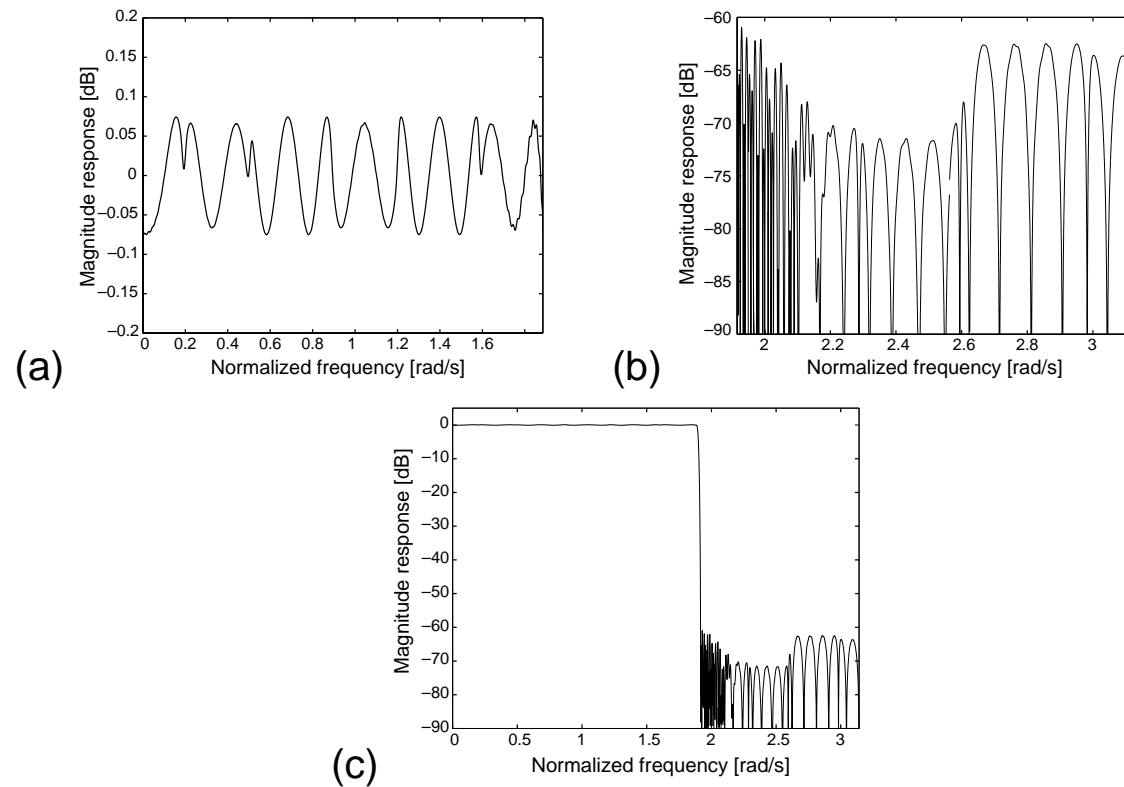 0.2
0.15
0.1
0.05
0
−0.05
−0.1
−0.15
−0.2
Magnitude response [dB]
0 0.2 0.4 0.6 0.8 1 1.2 1.4 1.6
Normalized frequency [rad/s]
(a)
−60
−65
−70
−75
−80
−85
−90
Magnitude response [dB]
2 2.2 2.4 2.6 2.8 3
Normalized frequency [rad/s]
(b)
0
−10
−20
−30
−40
−50
−60
−70
−80
−90
Magnitude response [dB]
0 0.5 1 1.5 2 2.5 3
Normalized frequency [rad/s]
(c)